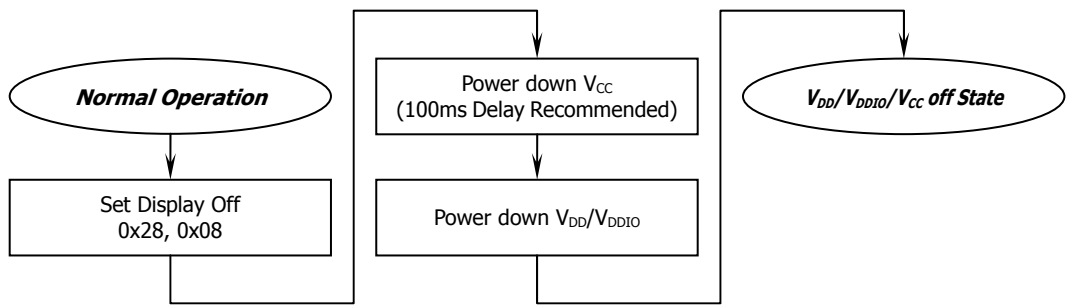 Normal Operation
Set Display Off
0x28, 0x08
Power down VCC
(100ms Delay Recommended)
Power down VDD/VDDIO
VDD/VDDIO/VCC off State